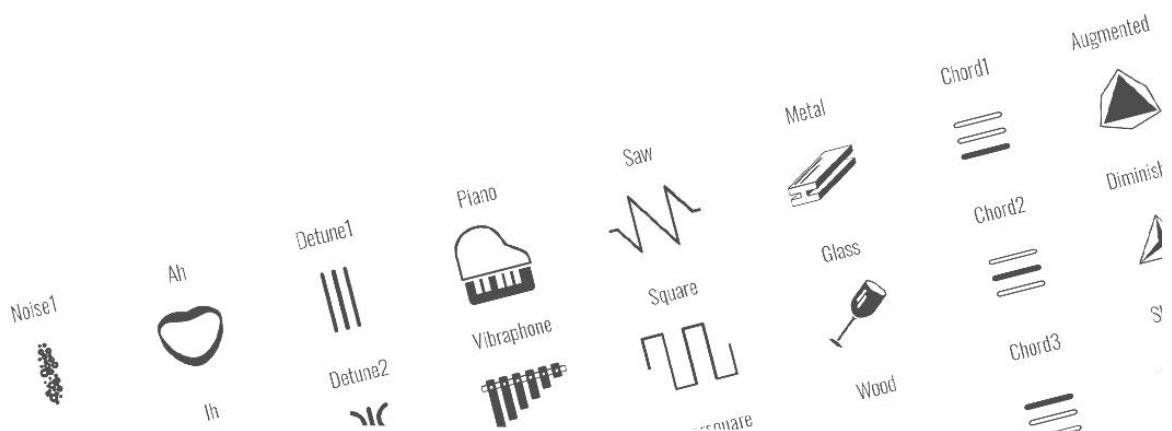 Noise1
Ah
Ih
Detune1
Detune2
Piano
Vibraphone
Saw
Square
Metal
Glass
Wood
Chord1
Chord2
Chord3
Augmented